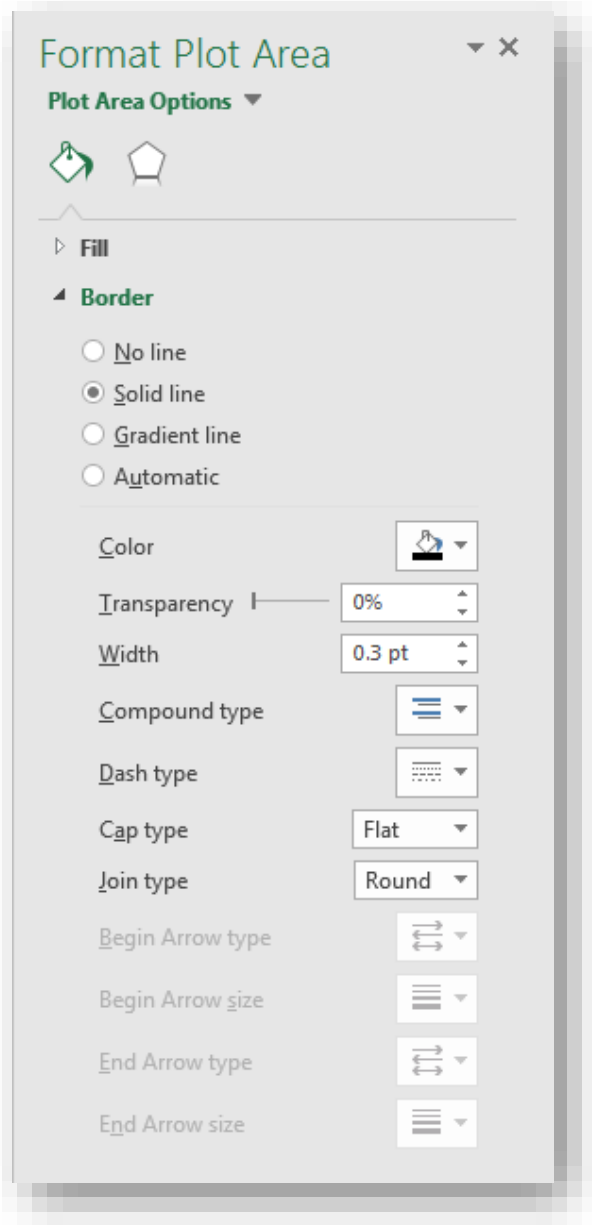 Format Plot Area
Plot Area Options
Fill
Border
No line
Solid line
Gradient line
Automatic
Color
Transparency 0%
Width 0.3 pt
Compound type
Dash type
Cap type Flat
Join type Round
Begin Arrow type
Begin Arrow size
End Arrow type
End Arrow size